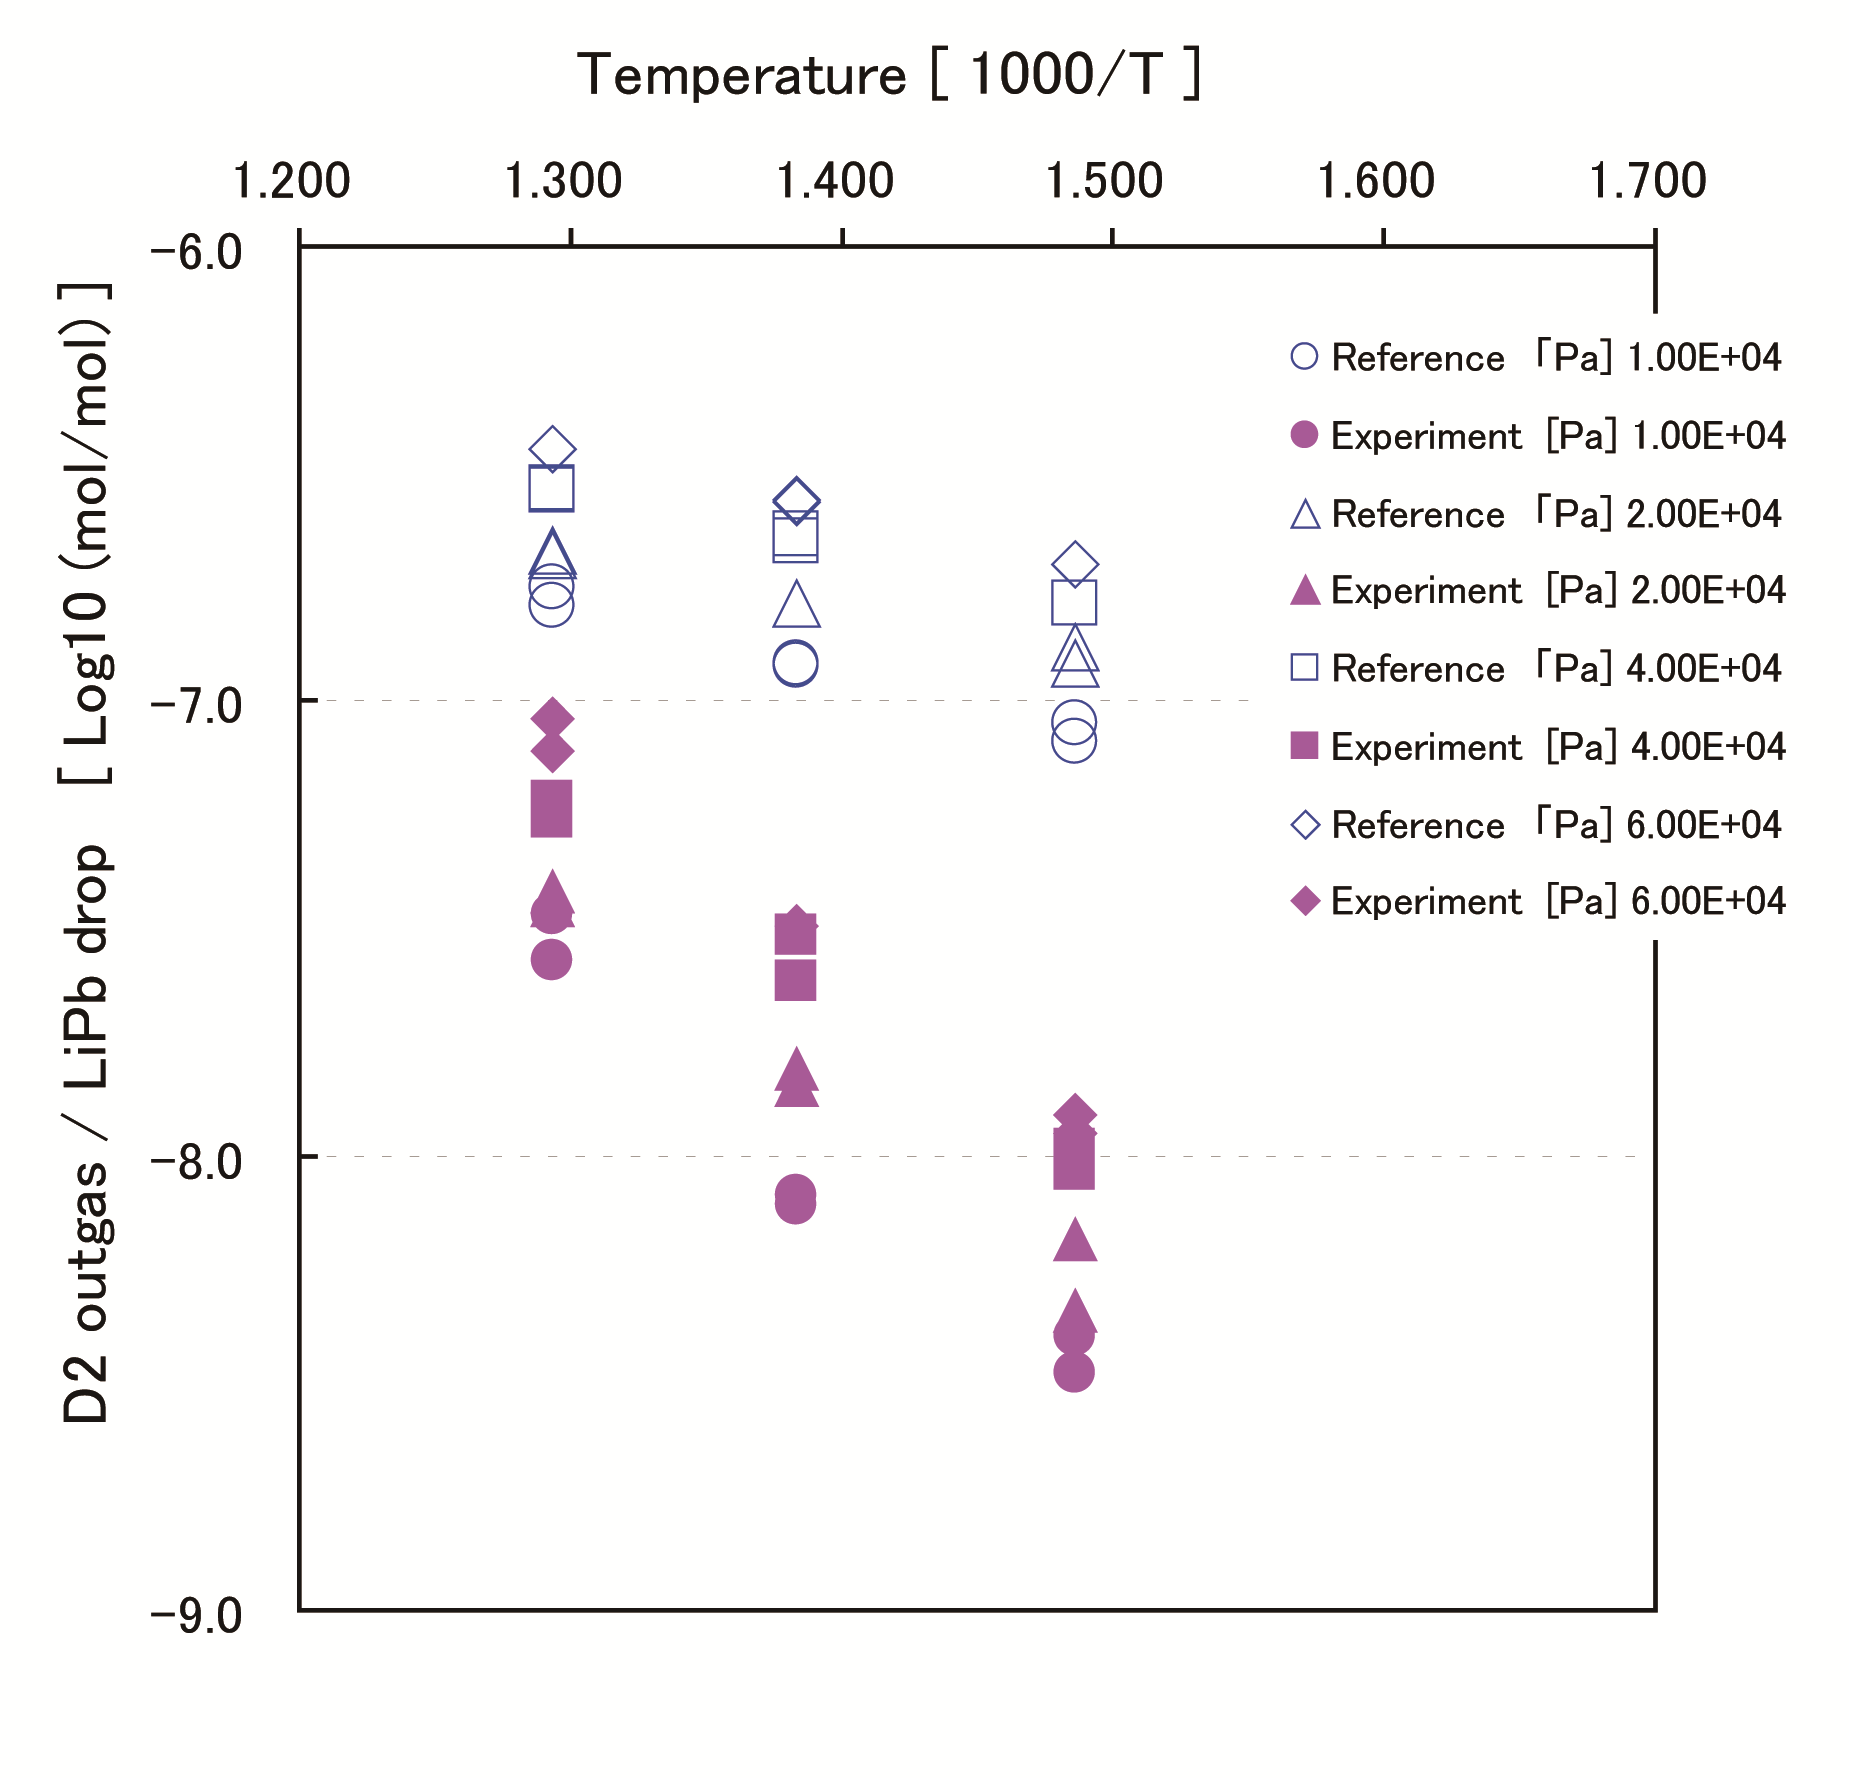 Temperature [ 1000/T ]
1.200 1.300 1.400 1.500 1.600 1.700
-6.0
-7.0
-8.0
-9.0
D2 outgas / LiPb drop [ Log10 (mol/mol) ]
Reference 「Pa] 1.00E+04
Experiment [Pa] 1.00E+04
Reference 「Pa] 2.00E+04
Experiment [Pa] 2.00E+04
Reference 「Pa] 4.00E+04
Experiment [Pa] 4.00E+04
Reference 「Pa] 6.00E+04
Experiment [Pa] 6.00E+04